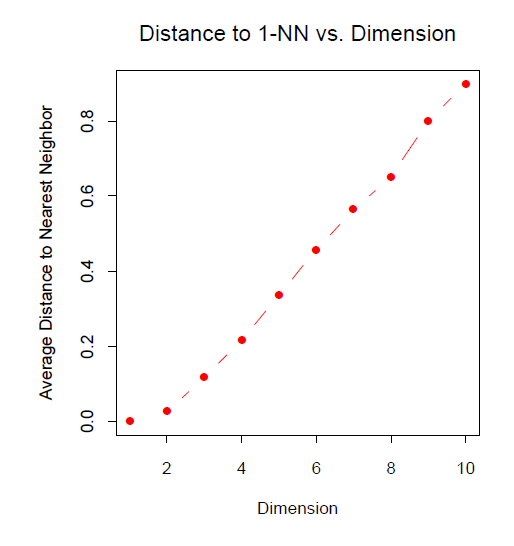 Distance to 1-NN vs. Dimension
Average Distance to Nearest Neighbor
0.8
0.6
0.4
0.2
0.0
2 4 6 8 10
Dimension